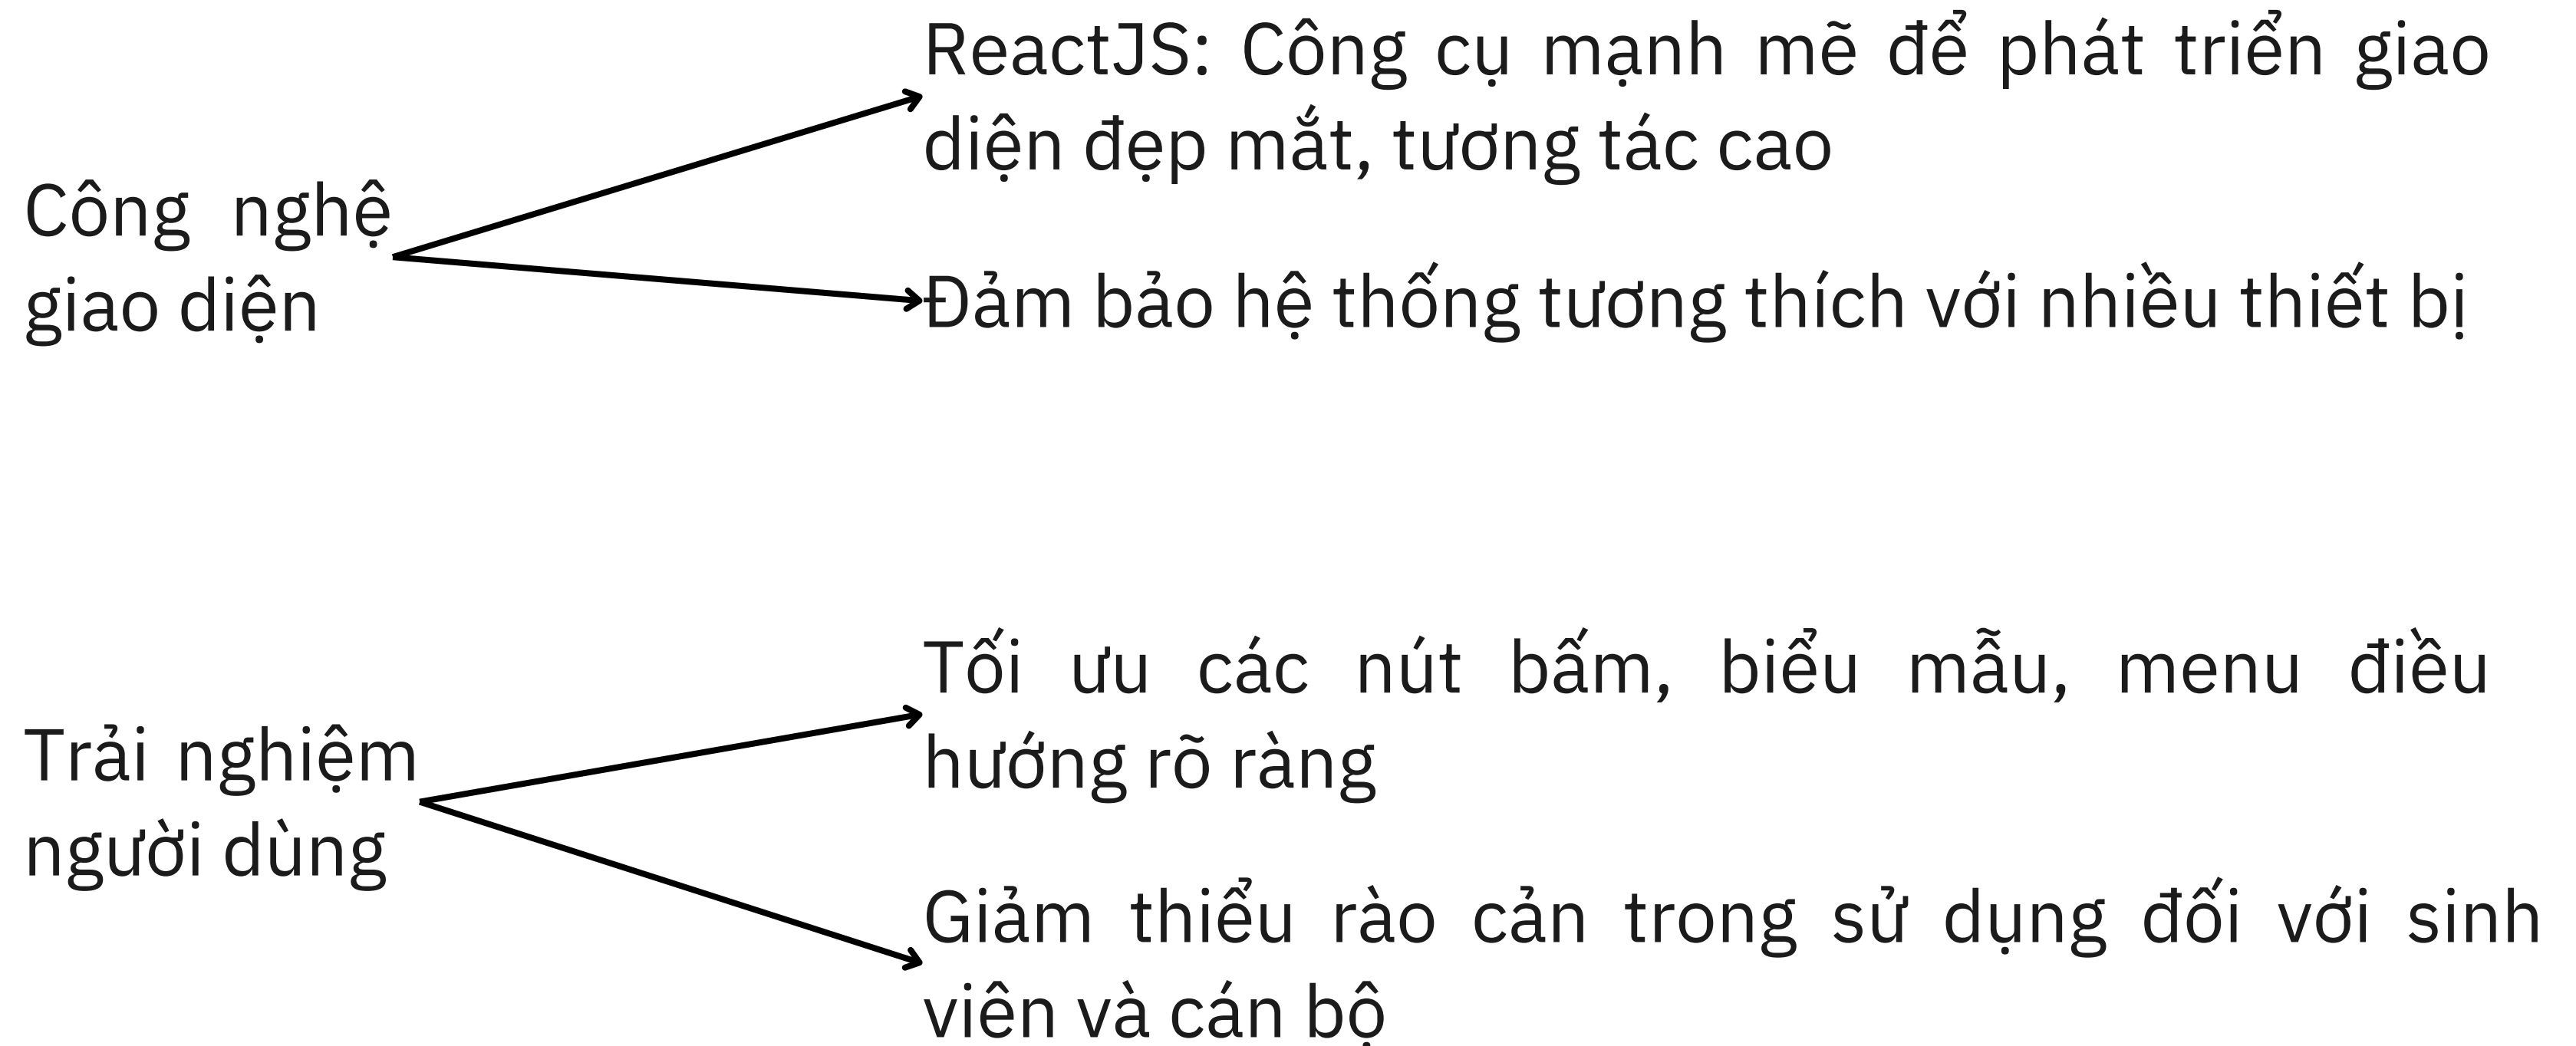 ReactJS: Công cụ mạnh mẽ để phát triển giao
diện đẹp mắt, tương tác cao
Công nghệ
giao diện
Đảm bảo hệ thống tương thích với nhiều thiết bị
Tối ưu các nút bấm, biểu mẫu, menu điều
hướng rõ ràng
Trải nghiệm
người dùng
Giảm thiểu rào cản trong sử dụng đối với sinh
viên và cán bộ